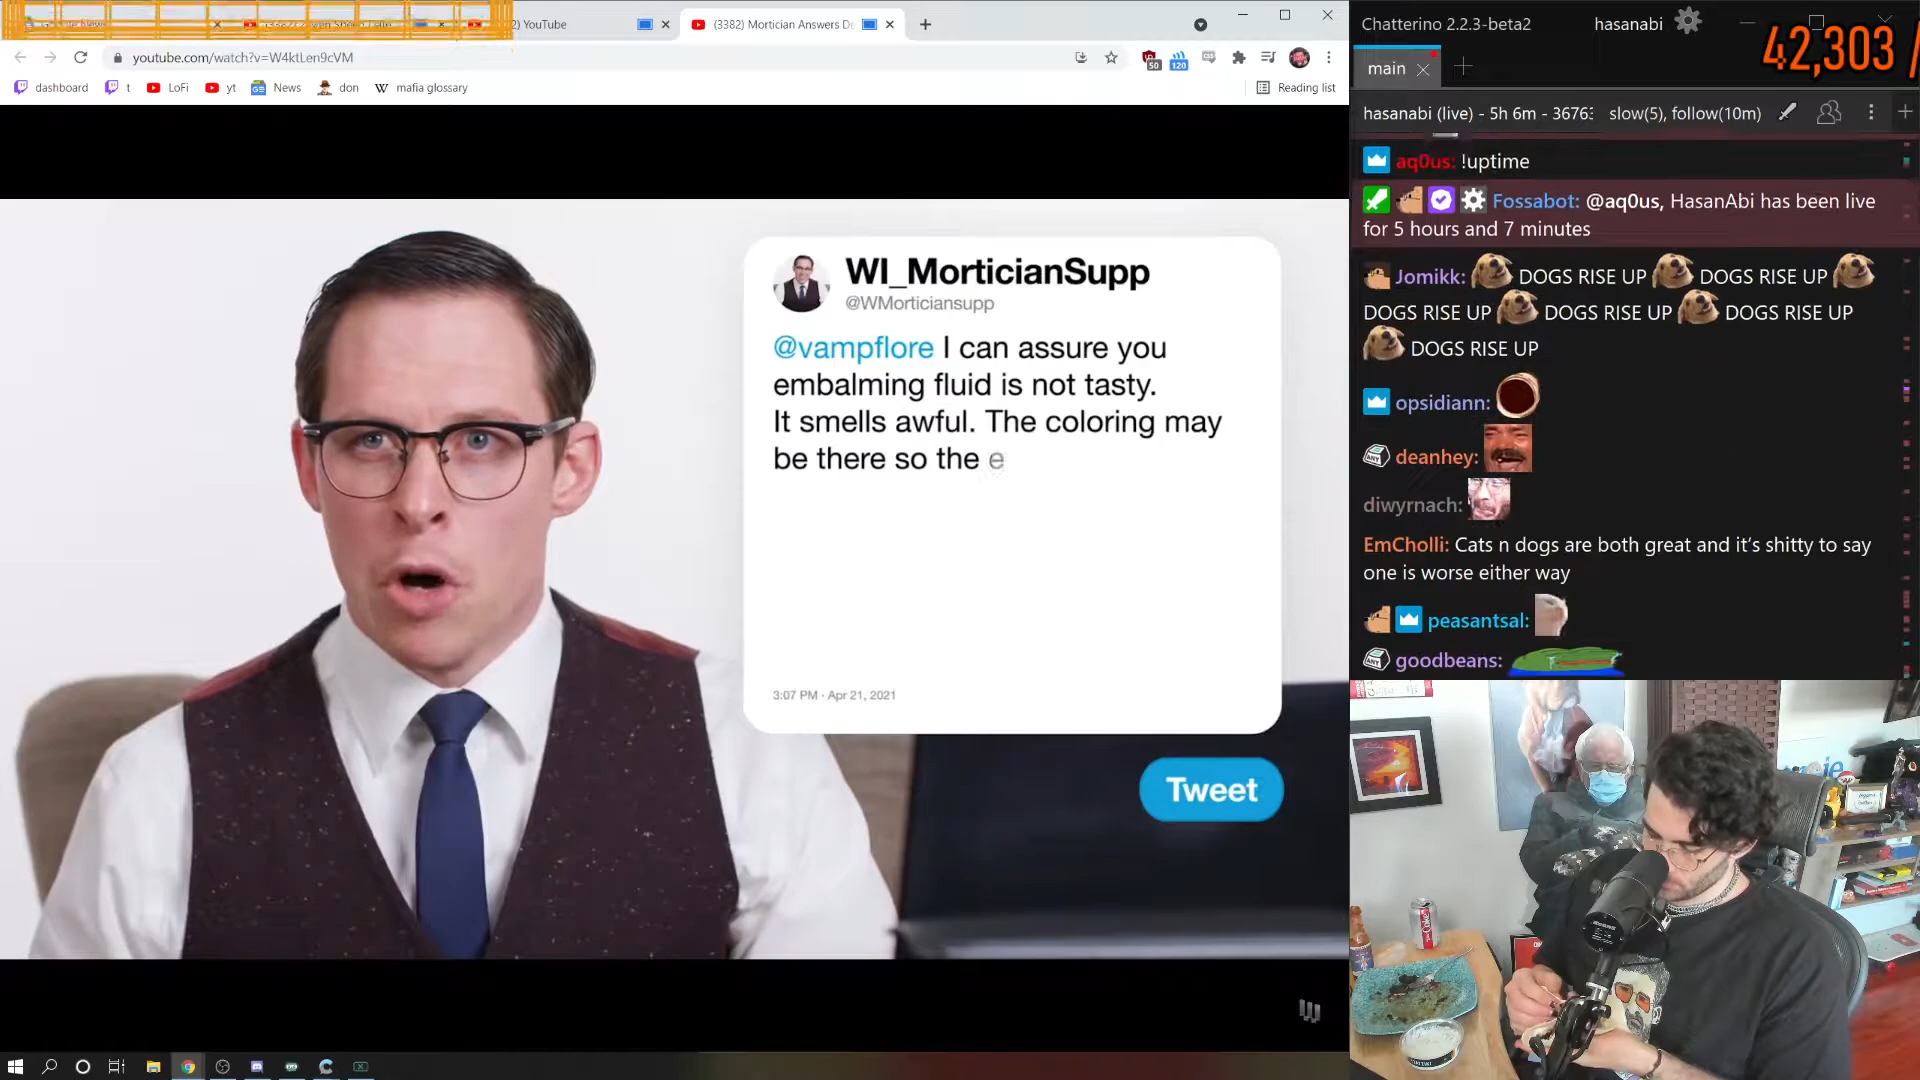 YouTube
(3382) Mortician Answers De
youtube.com/watch?v=W4ktLen9cVM
50
120
dashboard
t
LoFi
yt
News
don
W
mafia glossary
Reading list
WI_MorticianSupp
@WMorticiansupp
@vampflore I can assure you
embalming fluid is not tasty.
It smells awful. The coloring may
be there so the e
3:07 PM · Apr 21, 2021
Tweet
Chatterino 2.2.3-beta2
hasanabi
42,303 /
main
hasanabi (live) - 5h 6m - 3676
slow(5), follow(10m)
aq0us: !uptime
Fossabot: @aq0us, HasanAbi has been live
for 5 hours and 7 minutes
Jomikk: DOGS RISE UP DOGS RISE UP
DOGS RISE UP DOGS RISE UP DOGS RISE UP
DOGS RISE UP
opsidiann:
deanhey:
diwyrnach:
EmCholli: Cats n dogs are both great and it's shitty to say
one is worse either way
peasantsal:
goodbeans: